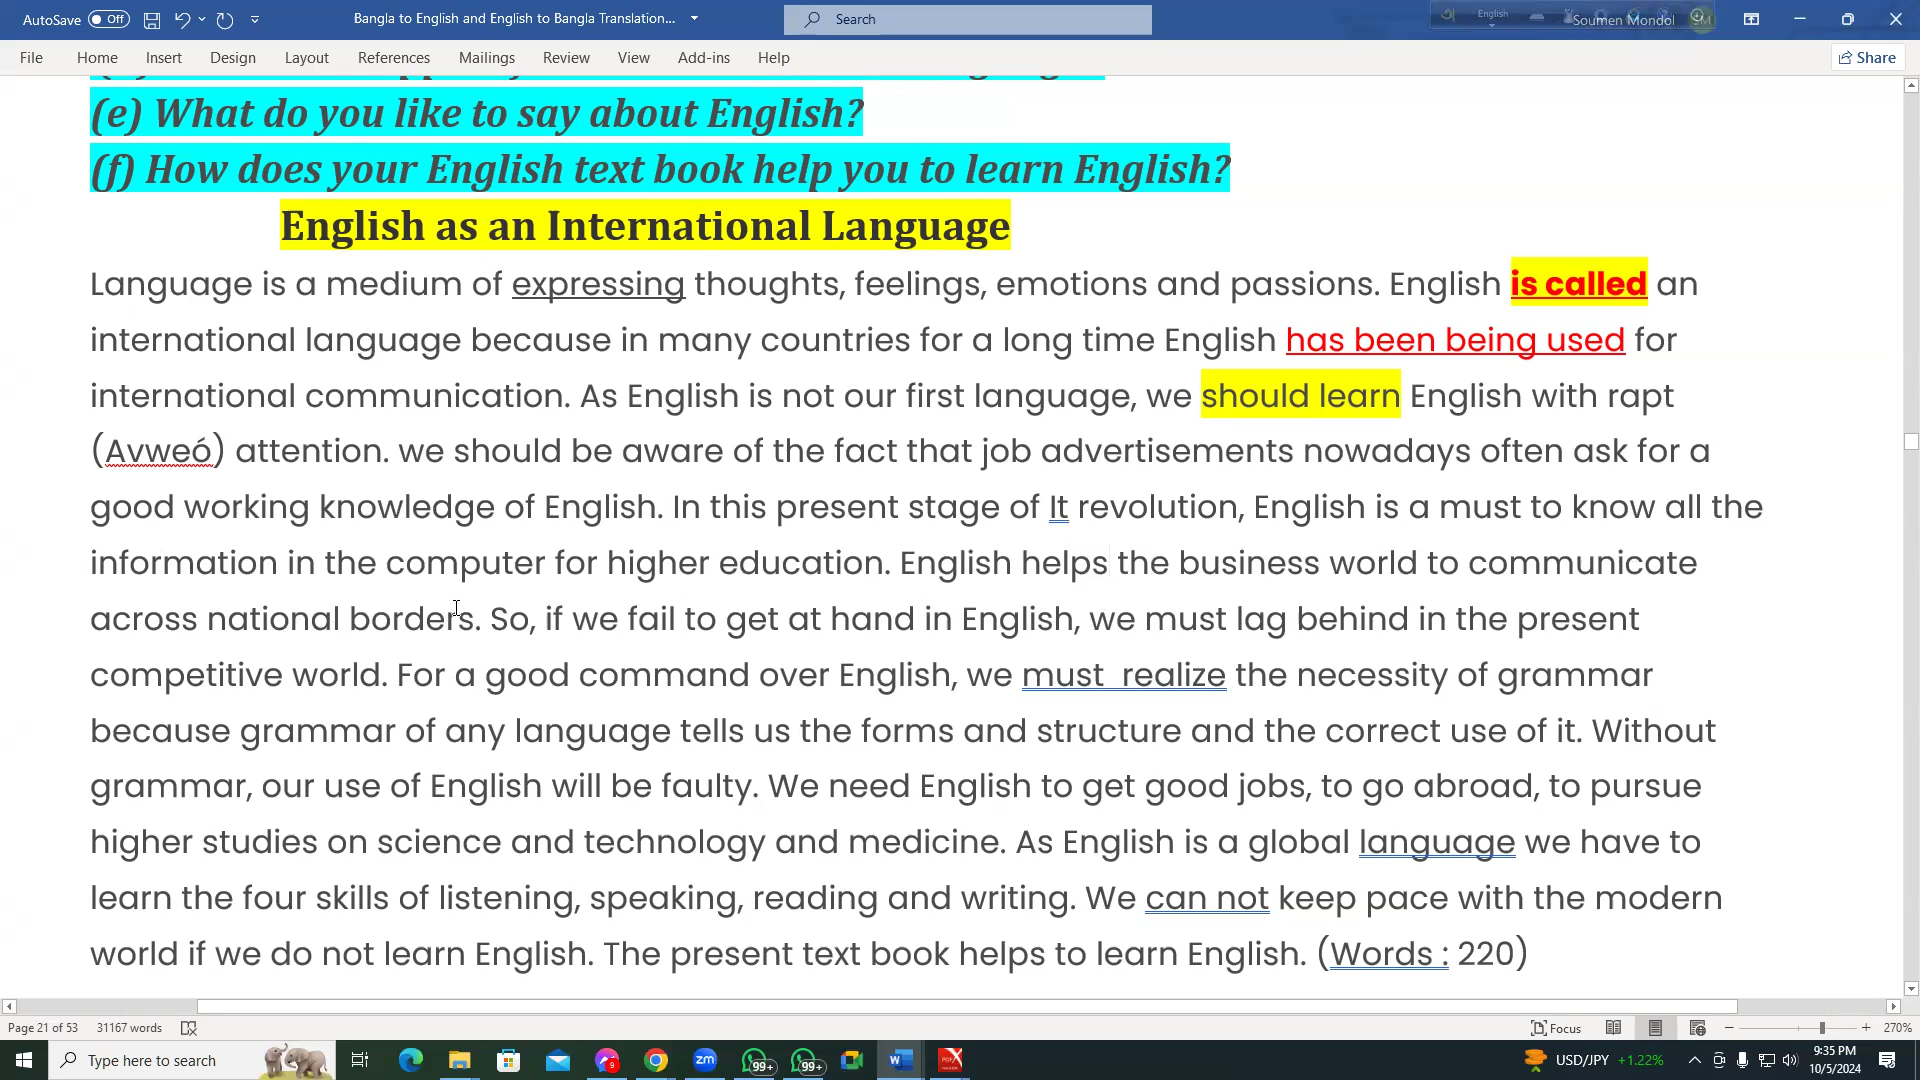 AutoSave Off Bangla to English and English to Bangla Translation... Search English Soumen Mondol SM
File Home Insert Design Layout References Mailings Review View Add-ins Help Share
(e) What do you like to say about English?
(f) How does your English text book help you to learn English?
English as an International Language
Language is a medium of expressing thoughts, feelings, emotions and passions. English is called an
international language because in many countries for a long time English has been being used for
international communication. As English is not our first language, we should learn English with rapt
(Avweó) attention. we should be aware of the fact that job advertisements nowadays often ask for a
good working knowledge of English. In this present stage of It revolution, English is a must to know all the
information in the computer for higher education. English helps the business world to communicate
across national borders. So, if we fail to get at hand in English, we must lag behind in the present
competitive world. For a good command over English, we must  realize the necessity of grammar
because grammar of any language tells us the forms and structure and the correct use of it. Without
grammar, our use of English will be faulty. We need English to get good jobs, to go abroad, to pursue
higher studies on science and technology and medicine. As English is a global language we have to
learn the four skills of listening, speaking, reading and writing. We can not keep pace with the modern
world if we do not learn English. The present text book helps to learn English. (Words : 220)
Page 21 of 53 31167 words Focus 270%
Type here to search 9 zm 99+ 99+ USD/JPY +1.22% 9:35 PM
10/5/2024